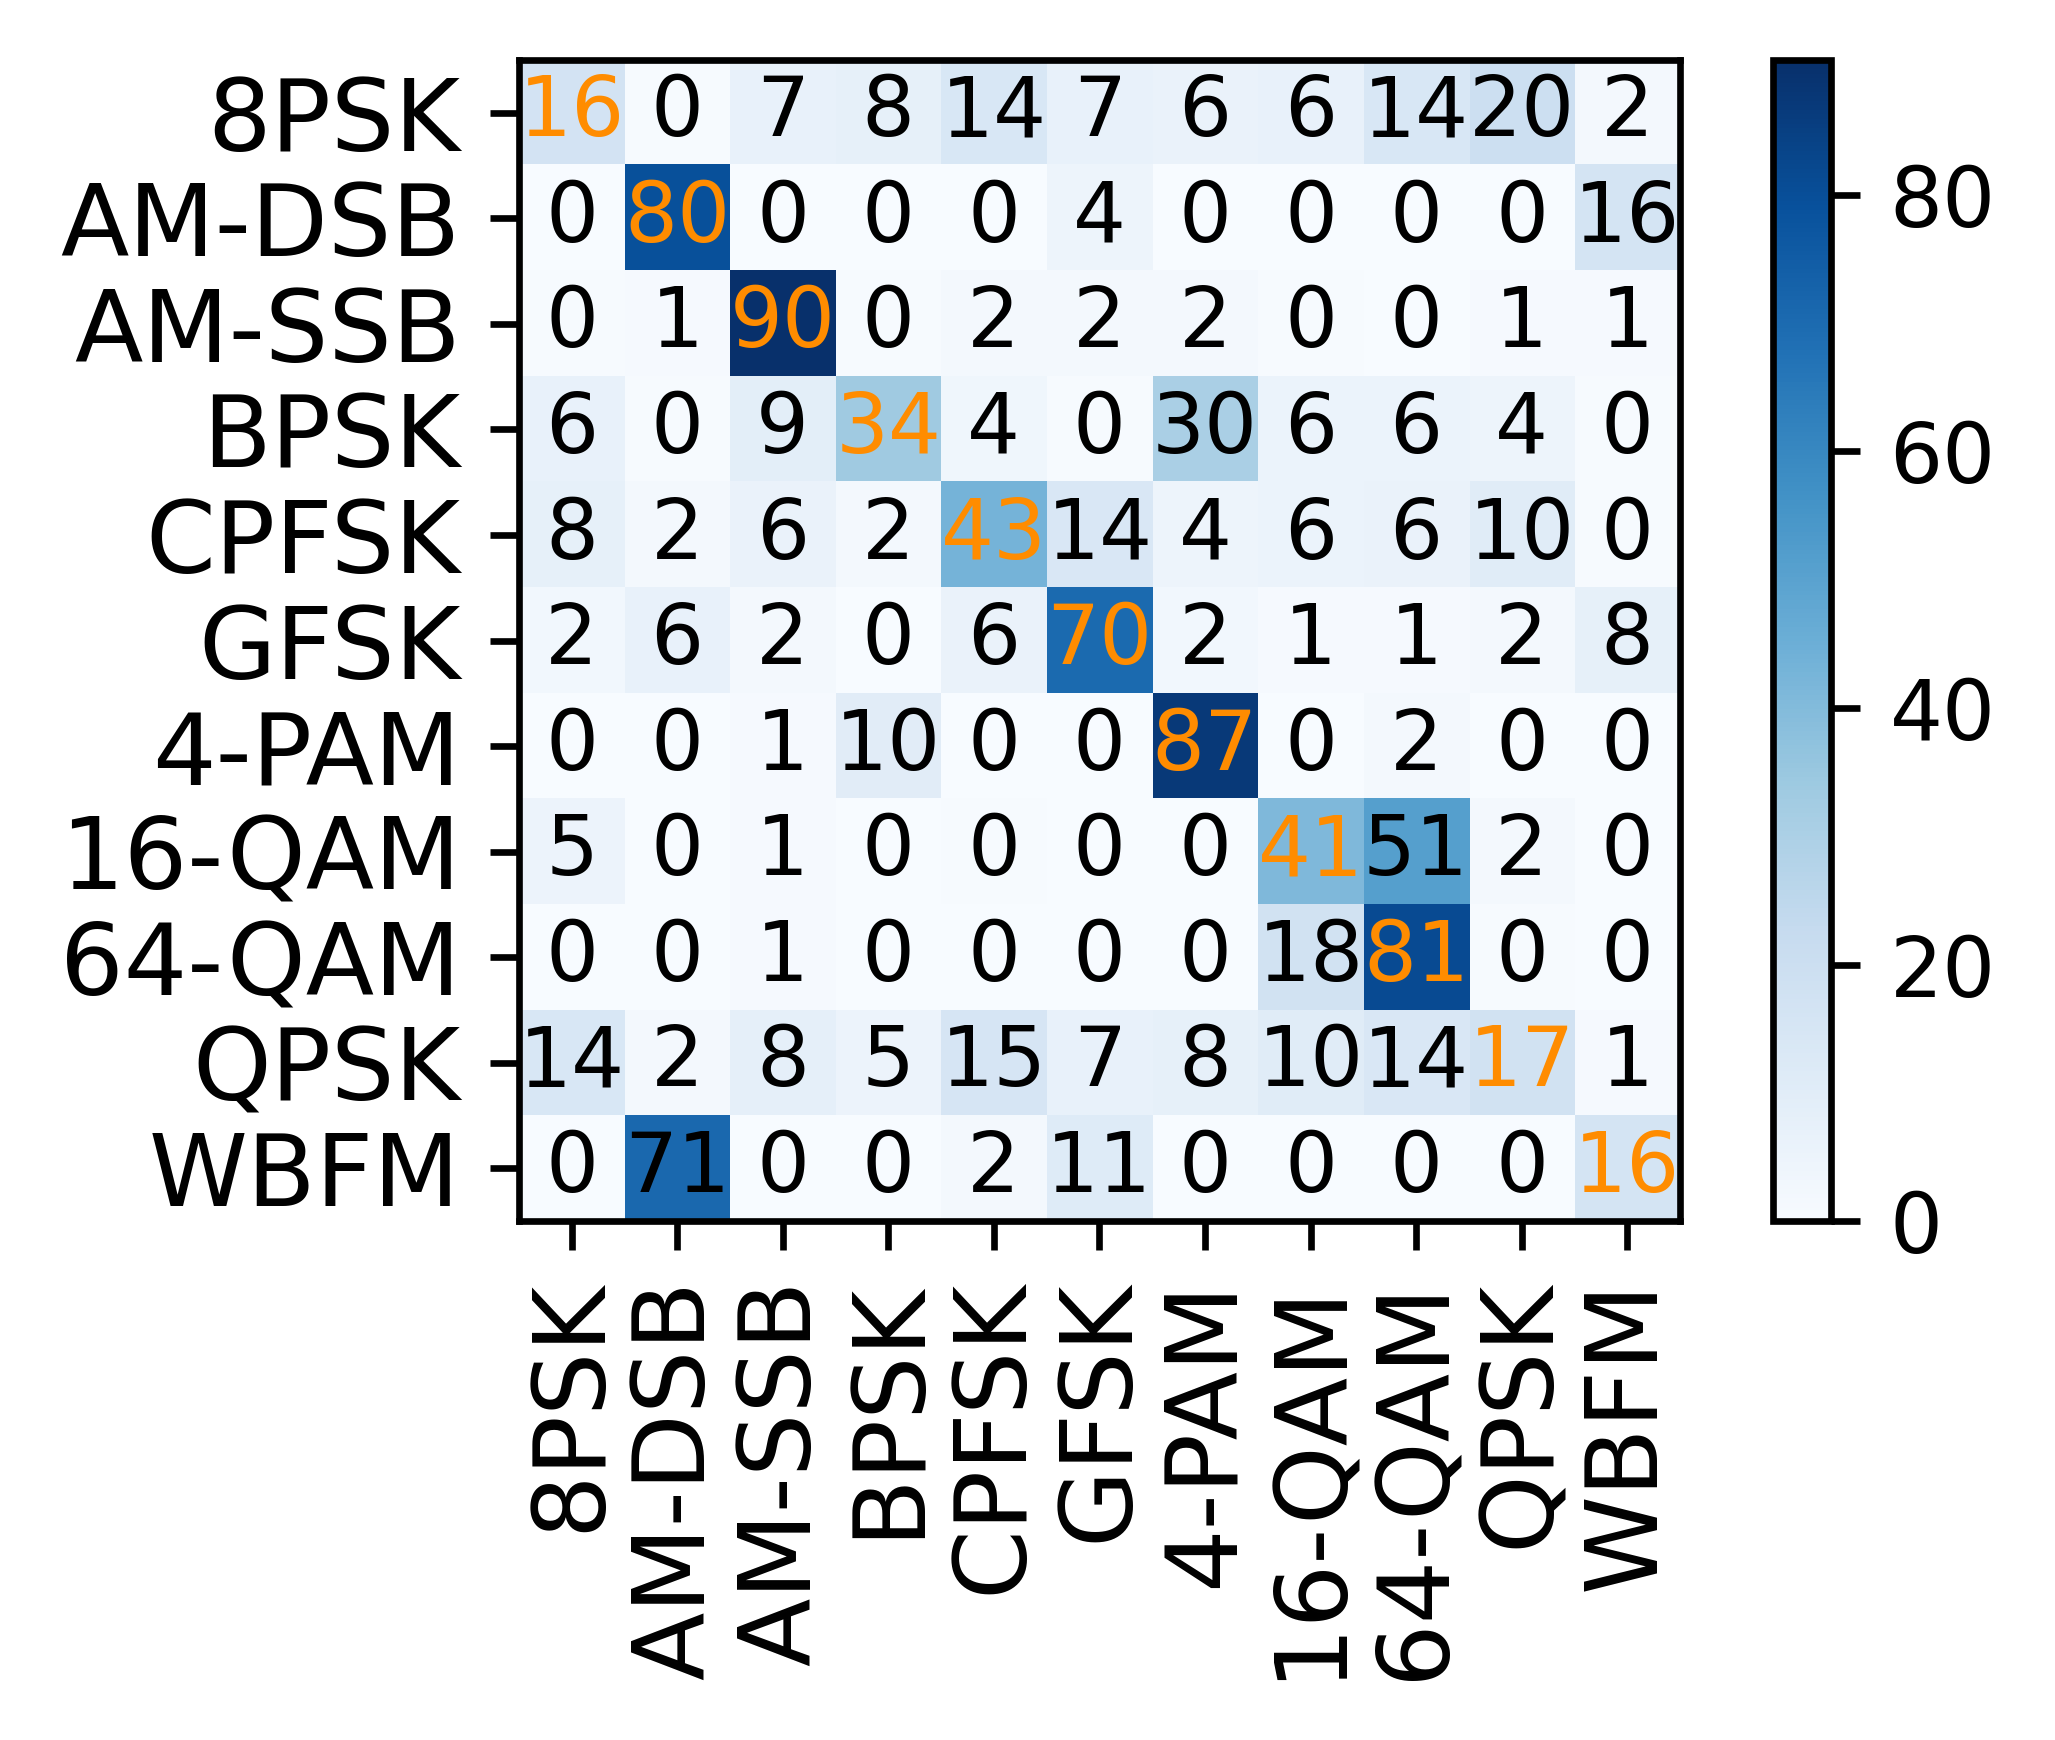 8PSK 16 0 7 8 14 7 6 6 14 20 2
AM-DSB 0 80 0 0 0 4 0 0 0 0 16
AM-SSB 0 1 90 0 2 2 2 0 0 1 1
BPSK 6 0 9 34 4 0 30 6 6 4 0
CPFSK 8 2 6 2 43 14 4 6 6 10 0
GFSK 2 6 2 0 6 70 2 1 1 2 8
4-PAM 0 0 1 10 0 0 87 0 2 0 0
16-QAM 5 0 1 0 0 0 0 41 51 2 0
64-QAM 0 0 1 0 0 0 0 18 81 0 0
QPSK 14 2 8 5 15 7 8 10 14 17 1
WBFM 0 71 0 0 2 11 0 0 0 0 16
8PSK
AM-DSB
AM-SSB
BPSK
CPFSK
GFSK
4-PAM
16-QAM
64-QAM
QPSK
WBFM
80
60
40
20
0